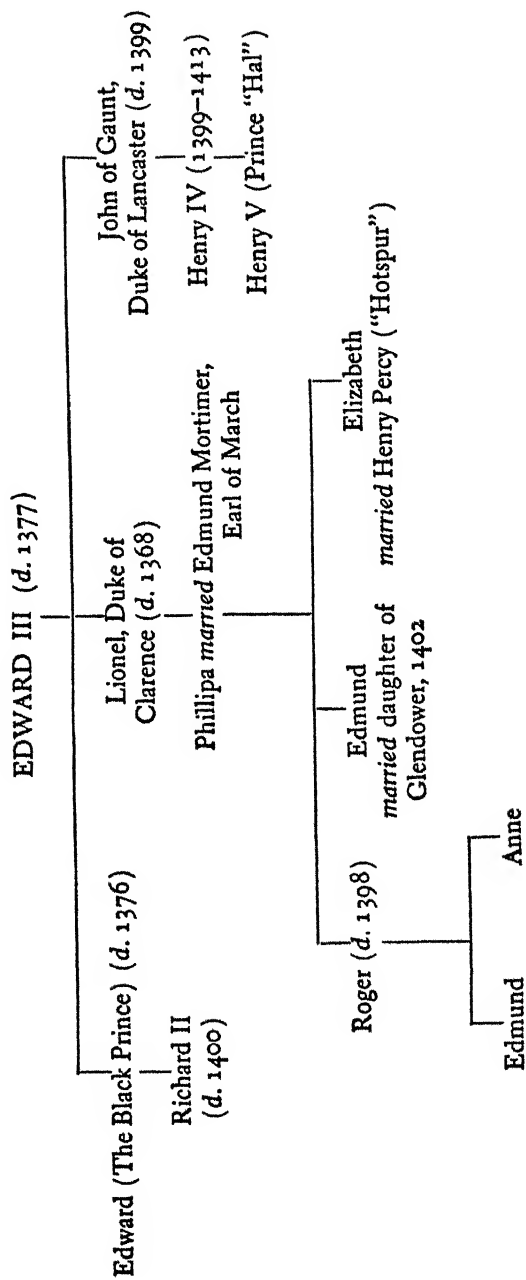 EDWARD III (d. 1377)
Edward (The Black Prince) (d. 1376)
Richard II
(d. 1400)
Lionel, Duke of
Clarence (d. 1368)
Phillipa married Edmund Mortimer,
Earl of March
Roger (d. 1398)
Edmund
Anne
Edmund
married daughter of
Glendower, 1402
Elizabeth
married Henry Percy (“Hotspur”)
John of Gaunt,
Duke of Lancaster (d. 1399)
Henry IV (1399–1413)
Henry V (Prince “Hal”)